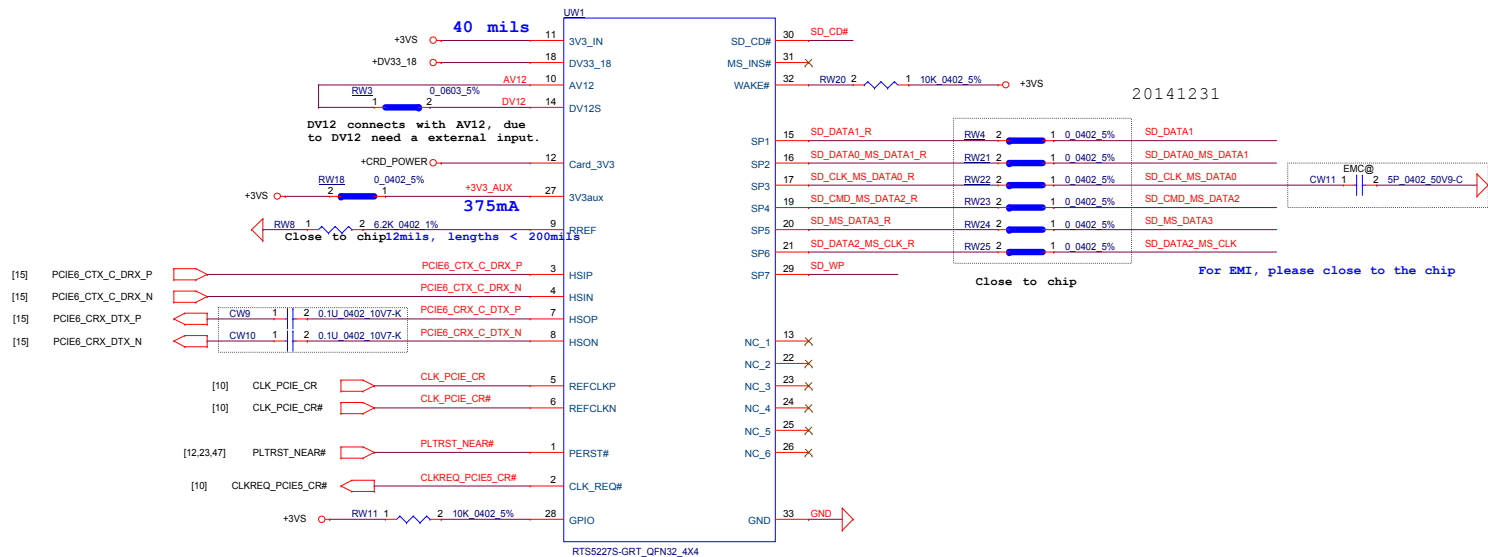 UW1
40 mils
+3VS 11 3V3_IN SD_CD# 30 SD_CD#
+DV33_18 18 DV33_18 MS_INS# 31
AV12 10 AV12 WAKE# 32 RW20 2 1 10K_0402_5% +3VS
20141231
RW3 1 2 0_0603_5% DV12 14 DV12S
DV12 connects with AV12, due
to DV12 need a external input.
SP1 15 SD_DATA1_R RW4 2 1 0_0402_5% SD_DATA1
+CRD_POWER 12 Card_3V3 SP2 16 SD_DATA0_MS_DATA1_R RW21 2 1 0_0402_5% SD_DATA0_MS_DATA1
EMC@
SP3 17 SD_CLK_MS_DATA0_R RW22 2 1 0_0402_5% SD_CLK_MS_DATA0 CW11 1 2 5P_0402_50V9-C
+3VS RW18 2 1 0_0402_5% +3V3_AUX 27 3V3aux
375mA
SP4 19 SD_CMD_MS_DATA2_R RW23 2 1 0_0402_5% SD_CMD_MS_DATA2
RW8 1 2 6.2K_0402_1% 9 RREF SP5 20 SD_MS_DATA3_R RW24 2 1 0_0402_5% SD_MS_DATA3
Close to chip12mils, lengths < 200mils
SP6 21 SD_DATA2_MS_CLK_R RW25 2 1 0_0402_5% SD_DATA2_MS_CLK
[15] PCIE6_CTX_C_DRX_P PCIE6_CTX_C_DRX_P 3 HSIP SP7 29 SD_WP
Close to chip
For EMI, please close to the chip
[15] PCIE6_CTX_C_DRX_N PCIE6_CTX_C_DRX_N 4 HSIN
[15] PCIE6_CRX_DTX_P CW9 1 2 0.1U_0402_10V7-K PCIE6_CRX_C_DTX_P 7 HSOP
[15] PCIE6_CRX_DTX_N CW10 1 2 0.1U_0402_10V7-K PCIE6_CRX_C_DTX_N 8 HSON NC_1 13
NC_2 22
[10] CLK_PCIE_CR CLK_PCIE_CR 5 REFCLKP NC_3 23
[10] CLK_PCIE_CR# CLK_PCIE_CR# 6 REFCLKN NC_4 24
NC_5 25
[12,23,47] PLTRST_NEAR# PLTRST_NEAR# 1 PERST# NC_6 26
[10] CLKREQ_PCIE5_CR# CLKREQ_PCIE5_CR# 2 CLK_REQ#
+3VS RW11 1 2 10K_0402_5% 28 GPIO GND 33 GND
RTS5227S-GRT_QFN32_4X4